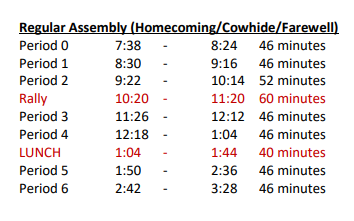 Regular Assembly (Homecoming/Cowhide/Farewell)
Period 0 7:38 - 8:24 46 minutes
Period 1 8:30 - 9:16 46 minutes
Period 2 9:22 - 10:14 52 minutes
Rally 10:20 - 11:20 60 minutes
Period 3 11:26 - 12:12 46 minutes
Period 4 12:18 - 1:04 46 minutes
LUNCH 1:04 - 1:44 40 minutes
Period 5 1:50 - 2:36 46 minutes
Period 6 2:42 - 3:28 46 minutes